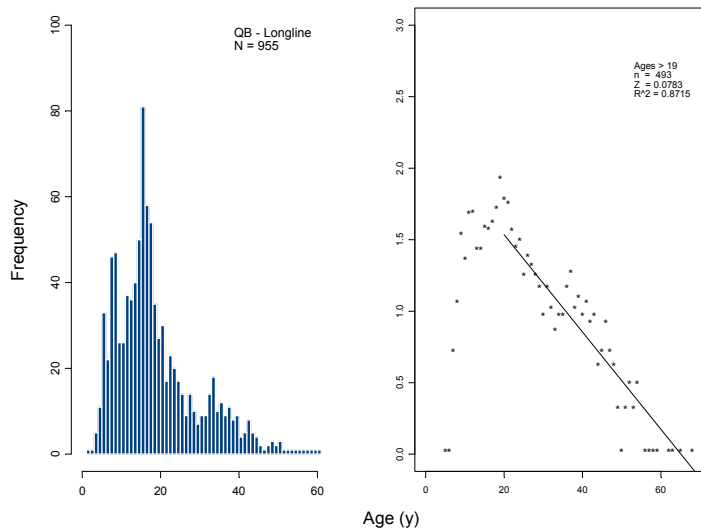 QB - Longline
N = 955
Frequency
100
80
60
40
20
0
0 20 40 60
Ages > 19
n = 493
Z = 0.0783
R^2 = 0.8715
3.0
2.5
2.0
1.5
1.0
0.5
0.0
0 20 40 60
Age (y)